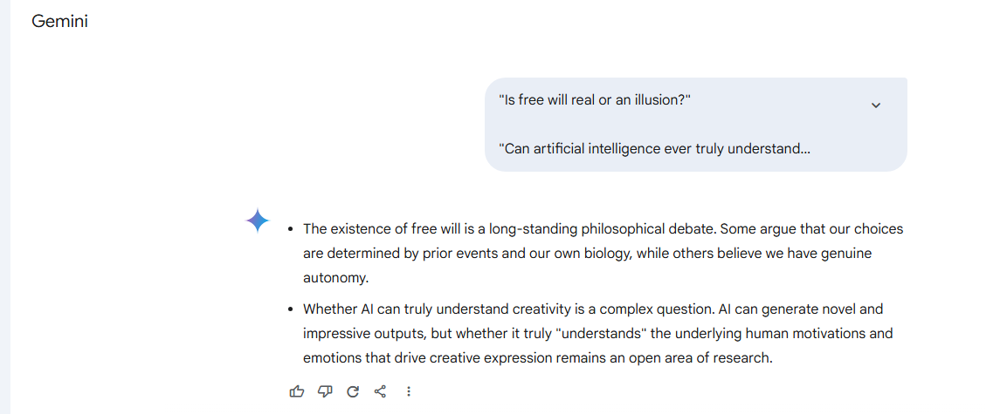 Gemini
"Is free will real or an illusion?"
"Can artificial intelligence ever truly understand...
• The existence of free will is a long-standing philosophical debate. Some argue that our choices
are determined by prior events and our own biology, while others believe we have genuine
autonomy.
• Whether AI can truly understand creativity is a complex question. AI can generate novel and
impressive outputs, but whether it truly "understands" the underlying human motivations and
emotions that drive creative expression remains an open area of research.